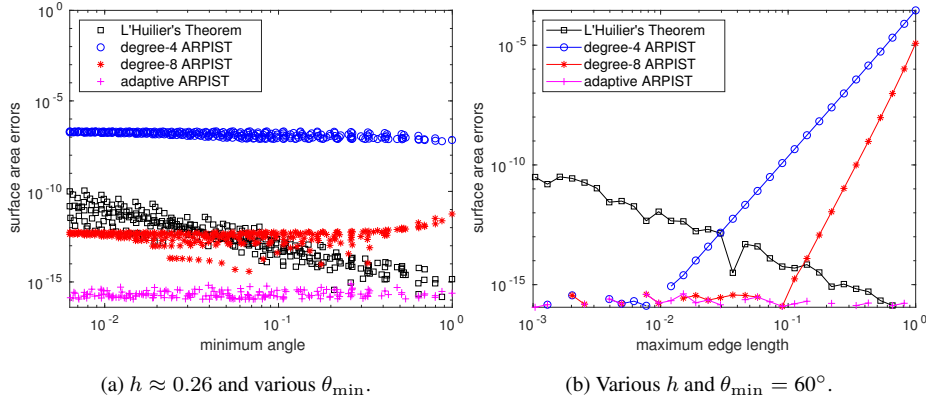 L'Huilier's Theorem
degree-4 ARPIST
degree-8 ARPIST
adaptive ARPIST
10^0
10^-5
10^-10
10^-15
surface area errors
10^-2
10^-1
10^0
minimum angle
(a) h ≈ 0.26 and various θ_min.
L'Huilier's Theorem
degree-4 ARPIST
degree-8 ARPIST
adaptive ARPIST
10^-5
10^-10
10^-15
surface area errors
10^-3
10^-2
10^-1
10^0
maximum edge length
(b) Various h and θ_min = 60°.